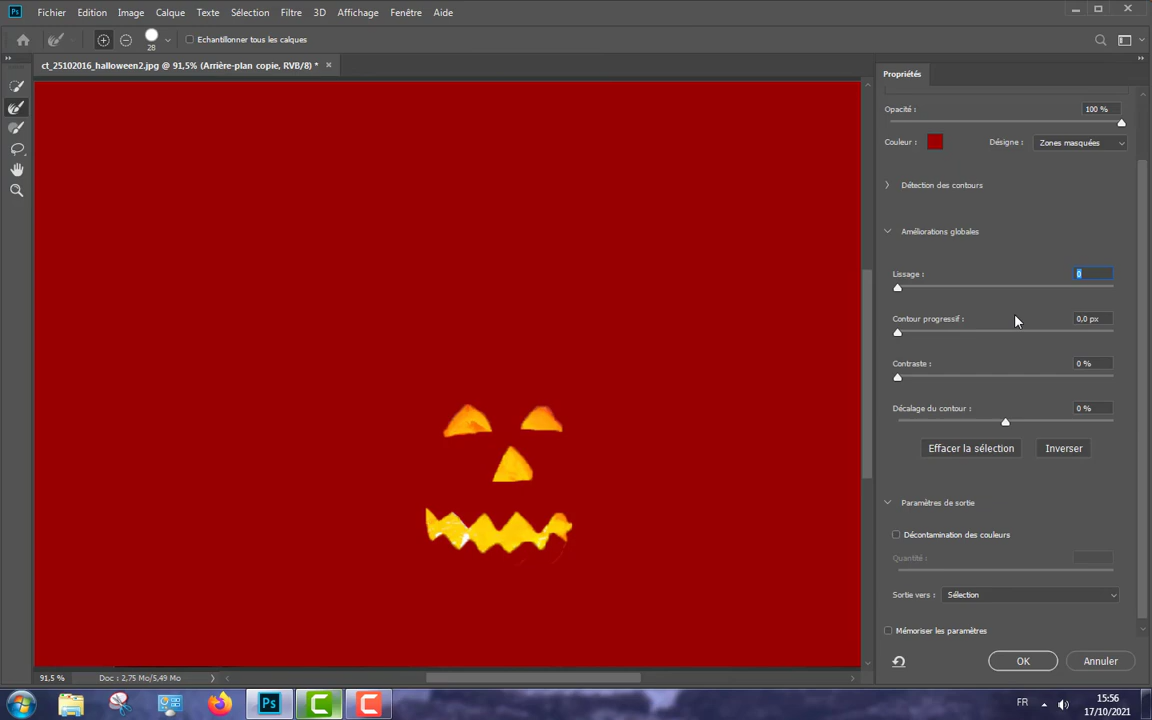 Ps Fichier Edition Image Calque Texte Sélection Filtre 3D Affichage Fenêtre Aide
28 Echantillonner tous les calques
ct_25102016_halloween2.jpg @ 91,5% (Arrière-plan copie, RVB/8) *
Propriétés
Opacité : 100 %
Couleur : Désigne : Zones masquées
Détection des contours
Améliorations globales
Lissage : 0
Contour progressif : 0,0 px
Contraste : 0 %
Décalage du contour : 0 %
Effacer la sélection Inverser
Paramètres de sortie
Décontamination des couleurs
Quantité :
Sortie vers : Sélection
Mémoriser les paramètres
OK Annuler
91,5 % Doc : 2,75 Mo/5,49 Mo
Ps C C FR 15:56
17/10/2021